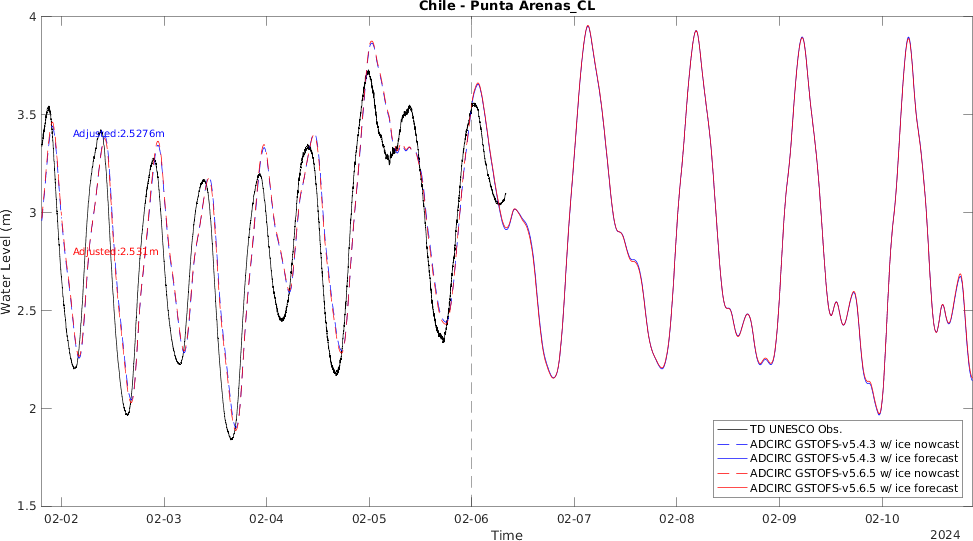 Chile - Punta Arenas_CL
4
3.5
3
2.5
2
1.5
Water Level (m)
Adjusted:2.5276m
Adjusted:2.531m
TD UNESCO Obs.
ADCIRC GSTOFS-v5.4.3 w/ ice nowcast
ADCIRC GSTOFS-v5.4.3 w/ ice forecast
ADCIRC GSTOFS-v5.6.5 w/ ice nowcast
ADCIRC GSTOFS-v5.6.5 w/ ice forecast
02-02 02-03 02-04 02-05 02-06 02-07 02-08 02-09 02-10
Time
2024